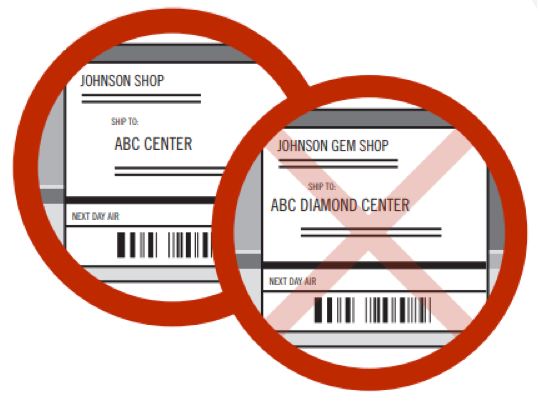 JOHNSON SHOP
SHIP TO:
ABC CENTER
NEXT DAY AIR
JOHNSON GEM SHOP
SHIP TO:
ABC DIAMOND CENTER
NEXT DAY AIR